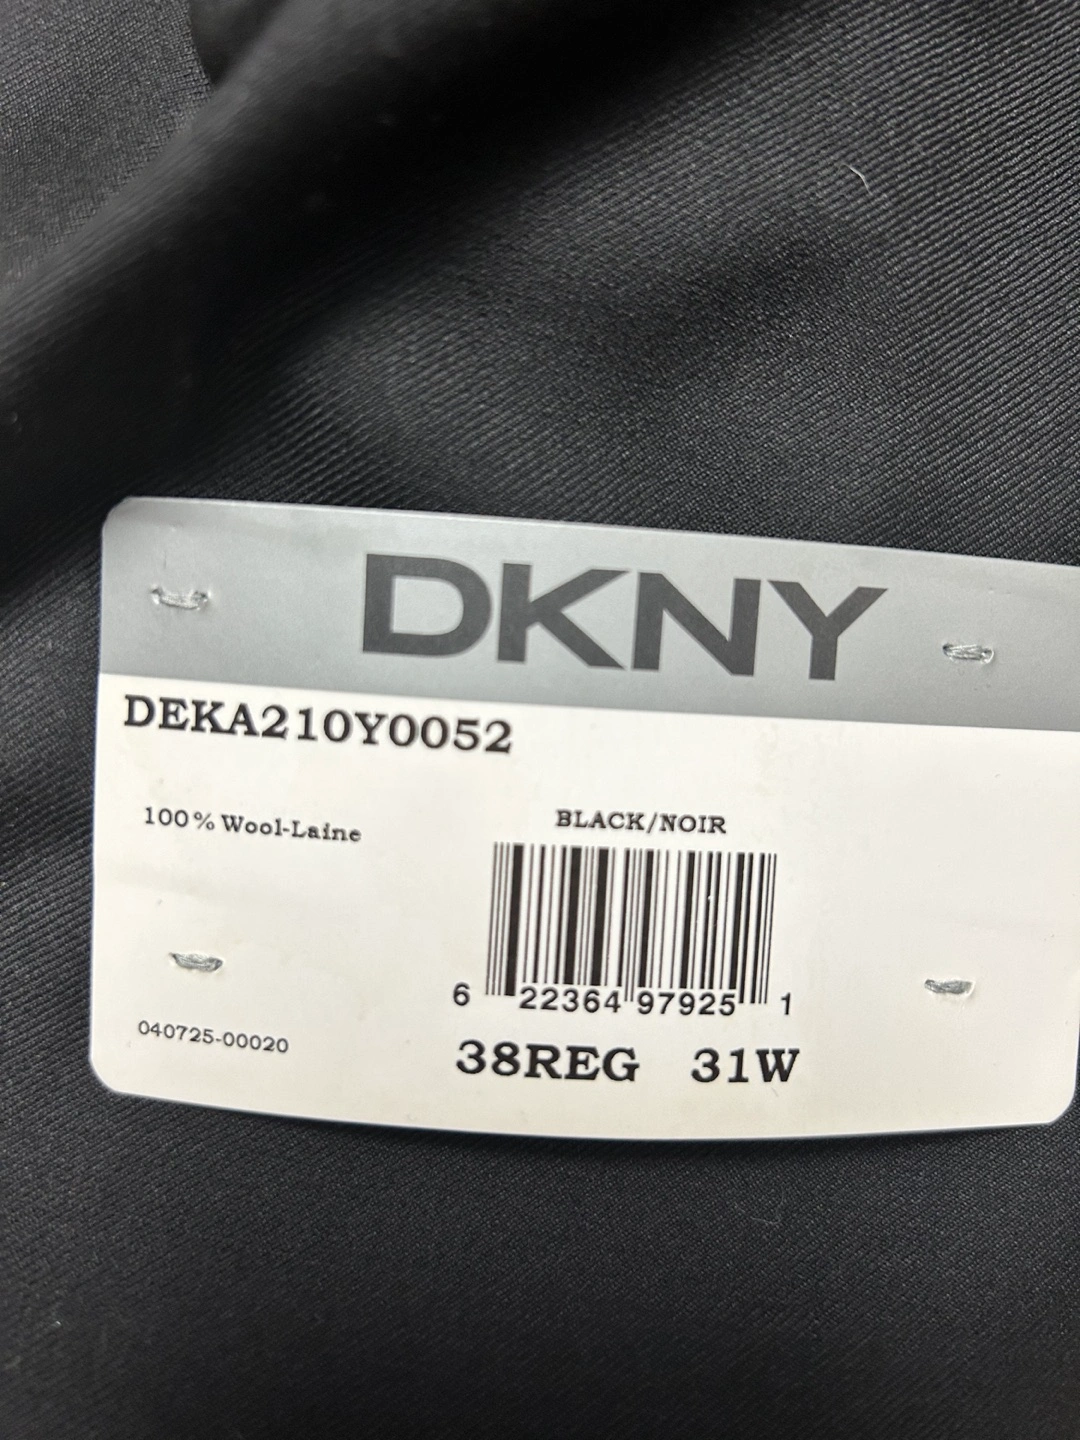 DKNY
DEKA210Y0052
100% Wool-Laine
BLACK/NOIR
6 22364 97925 1
040725-00020
38REG 31W